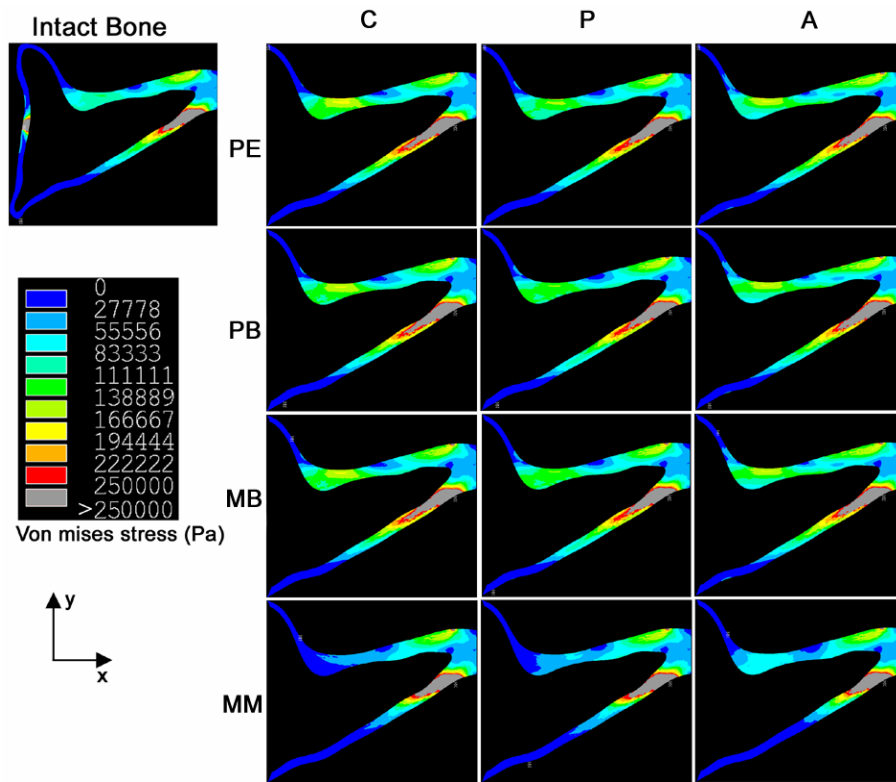 Intact Bone
C P A
PE
PB
MB
MM
0
27778
55556
83333
111111
138889
166667
194444
222222
250000
>250000
Von mises stress (Pa)
y
x